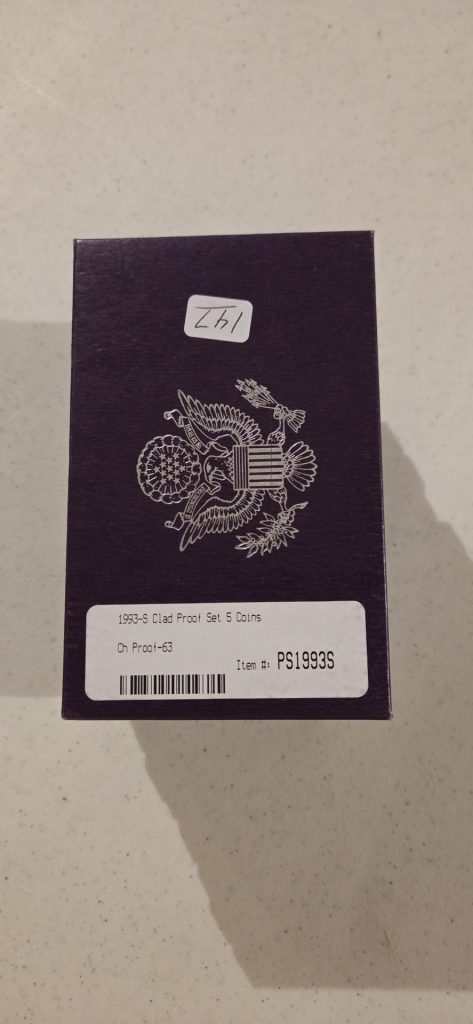 147
1993-S Clad Proof Set 5 Coins
Ch Proof-63
Item #: PS1993S